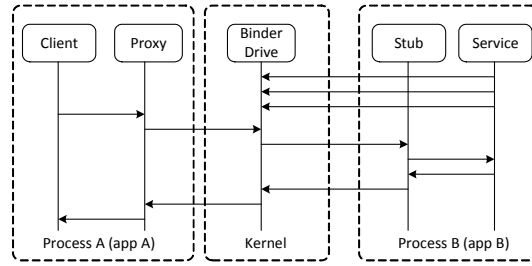 Client
Proxy
Binder
Drive
Stub
Service
Process A (app A)
Kernel
Process B (app B)